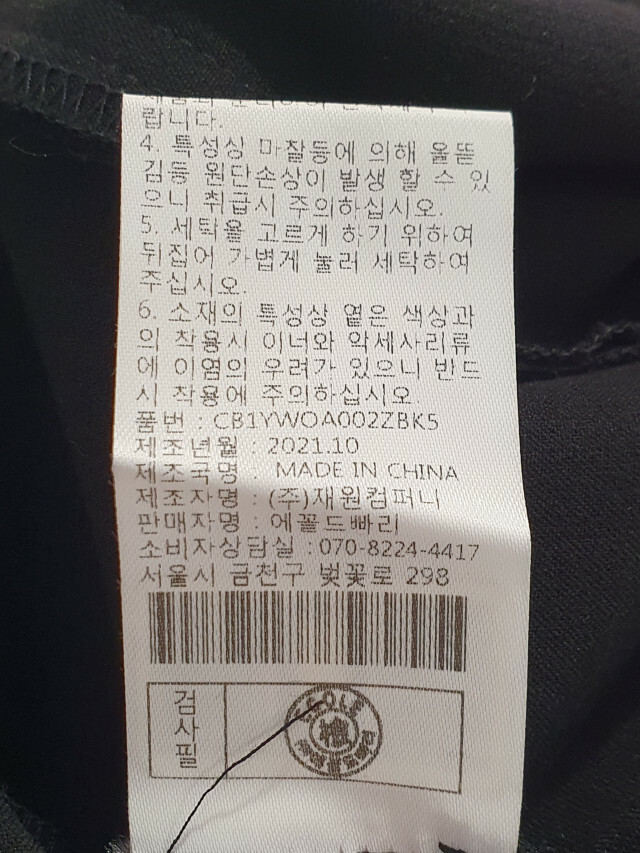 랍니다.
4. 특성상 마찰등에 의해 올뜯
김등 원단손상이 발생 할 수 있
으니 취급시 주의하십시오.
5. 세탁을 고르게 하기 위하여
뒤집어 가볍게 눌러 세탁하여
주십시오.
6. 소재의 특성상 옅은 색상과
의 착용시 이너와 악세사리류
에 이염의 우려가 있으니 반드
시 착용에 주의하십시오
품번 : CB1YWOA002ZBK5
제조년월 : 2021.10
제조국명 : MADE IN CHINA
제조자명 : (주)재원컴퍼니
판매자명 : 에꼴드빠리
소비자상담실 :070-8224-4417
서울시 금천구 벚꽃로 298
검사필
ECOLE